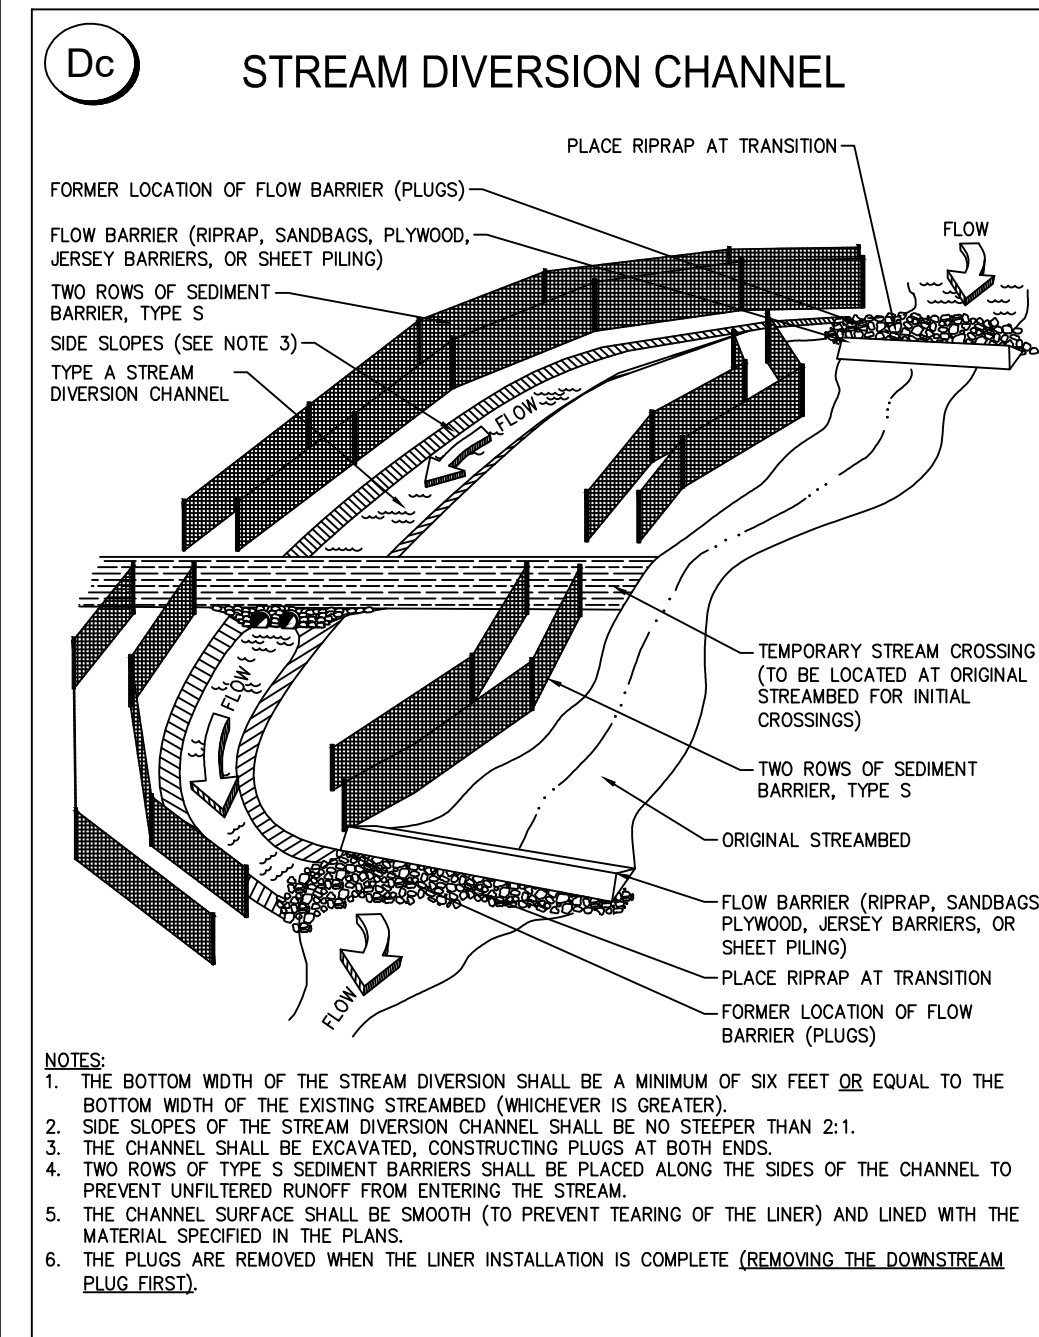 Dc
STREAM DIVERSION CHANNEL
PLACE RIPRAP AT TRANSITION
FORMER LOCATION OF FLOW BARRIER (PLUGS)
FLOW BARRIER (RIPRAP, SANDBAGS, PLYWOOD,
JERSEY BARRIERS, OR SHEET PILING)
FLOW
TWO ROWS OF SEDIMENT
BARRIER, TYPE S
SIDE SLOPES (SEE NOTE 3)
TYPE A STREAM
DIVERSION CHANNEL
FLOW
TEMPORARY STREAM CROSSING
(TO BE LOCATED AT ORIGINAL
STREAMBED FOR INITIAL
CROSSINGS)
FLOW
TWO ROWS OF SEDIMENT
BARRIER, TYPE S
ORIGINAL STREAMBED
FLOW BARRIER (RIPRAP, SANDBAGS
PLYWOOD, JERSEY BARRIERS, OR
SHEET PILING)
PLACE RIPRAP AT TRANSITION
FORMER LOCATION OF FLOW
BARRIER (PLUGS)
FLOW
NOTES:
1. THE BOTTOM WIDTH OF THE STREAM DIVERSION SHALL BE A MINIMUM OF SIX FEET OR EQUAL TO THE
BOTTOM WIDTH OF THE EXISTING STREAMBED (WHICHEVER IS GREATER).
2. SIDE SLOPES OF THE STREAM DIVERSION CHANNEL SHALL BE NO STEEPER THAN 2:1.
3. THE CHANNEL SHALL BE EXCAVATED, CONSTRUCTING PLUGS AT BOTH ENDS.
4. TWO ROWS OF TYPE S SEDIMENT BARRIERS SHALL BE PLACED ALONG THE SIDES OF THE CHANNEL TO
PREVENT UNFILTERED RUNOFF FROM ENTERING THE STREAM.
5. THE CHANNEL SURFACE SHALL BE SMOOTH (TO PREVENT TEARING OF THE LINER) AND LINED WITH THE
MATERIAL SPECIFIED IN THE PLANS.
6. THE PLUGS ARE REMOVED WHEN THE LINER INSTALLATION IS COMPLETE (REMOVING THE DOWNSTREAM
PLUG FIRST).